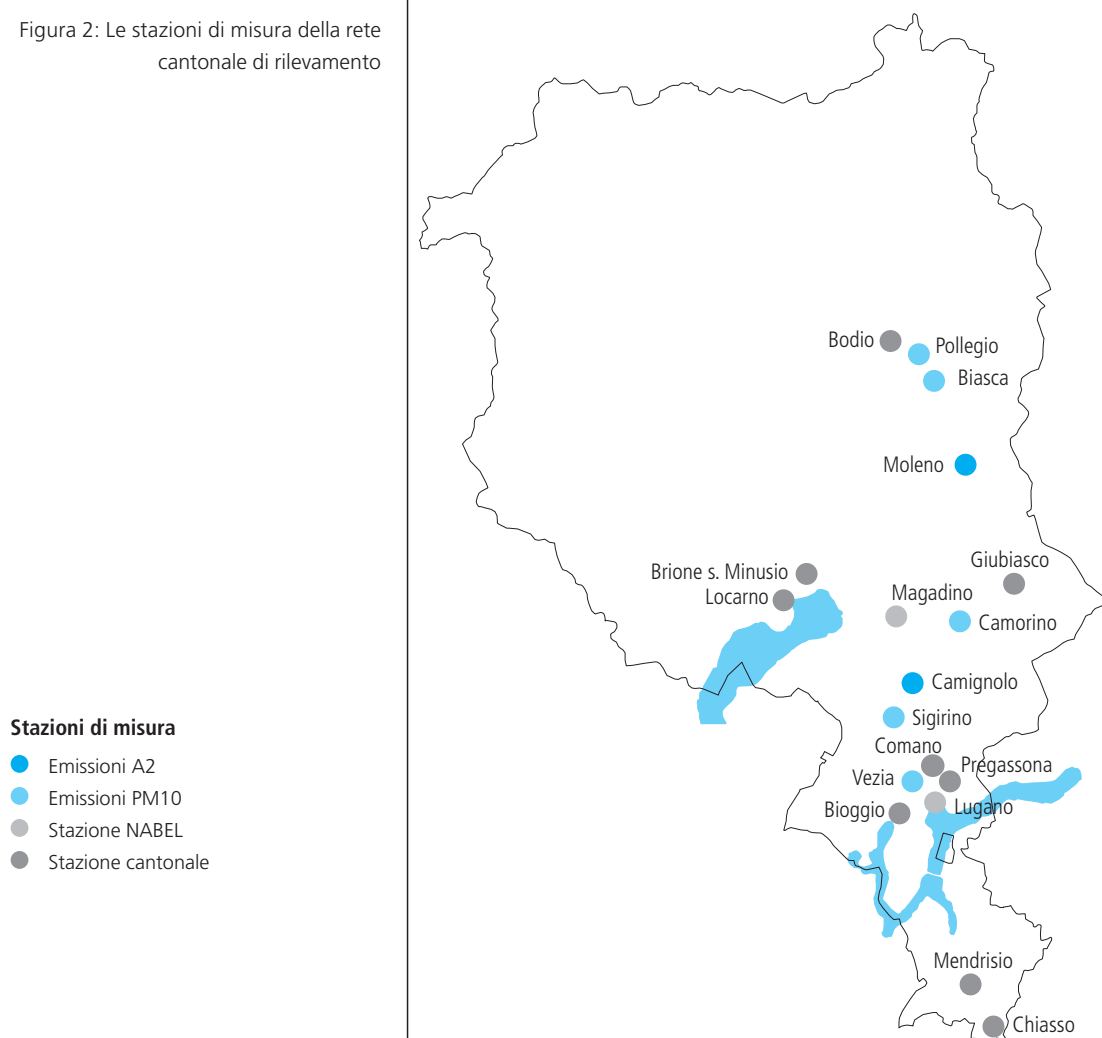 Figura 2: Le stazioni di misura della rete
cantonale di rilevamento
Bodio
Pollegio
Biasca
Moleno
Giubiasco
Brione s. Minusio
Locarno
Magadino
Camorino
Camignolo
Sigirino
Comano
Pregassona
Vezia
Lugano
Bioggio
Mendrisio
Chiasso
Stazioni di misura
Emissioni A2
Emissioni PM10
Stazione NABEL
Stazione cantonale